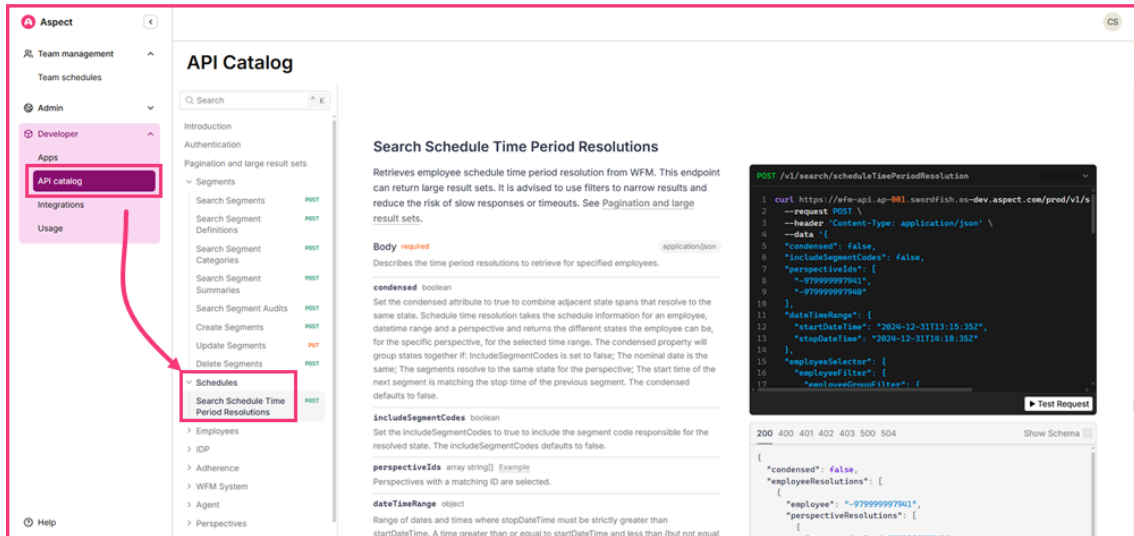 Aspect
CS
Team management
Team schedules
Admin
Developer
Apps
API catalog
Integrations
Usage
Help
API Catalog
Search
^ K
Introduction
Authentication
Pagination and large result sets
Segments
Search Segments POST
Search Segment POST
Definitions
Search Segment POST
Categories
Search Segment POST
Summaries
Search Segment Audits POST
Create Segments POST
Update Segments PUT
Delete Segments POST
Schedules
Search Schedule Time POST
Period Resolutions
Employees
IDP
Adherence
WFM System
Agent
Perspectives
Search Schedule Time Period Resolutions
Retrieves employee schedule time period resolution from WFM. This endpoint
can return large result sets. It is advised to use filters to narrow results and
reduce the risk of slow responses or timeouts. See Pagination and large
result sets.
Body required application/json
Describes the time period resolutions to retrieve for specified employees.
condensed boolean
Set the condensed attribute to true to combine adjacent state spans that resolve to the
same state. Schedule time resolution takes the schedule information for an employee,
datetime range and a perspective and returns the different states the employee can be,
for the specific perspective, for the selected time range. The condensed property will
group states together if: IncludeSegmentCodes is set to false; The nominal date is the
same; The segments resolve to the same state for the perspective; The start time of the
next segment is matching the stop time of the previous segment. The condensed
defaults to false.
includeSegmentCodes boolean
Set the includeSegmentCodes to true to include the segment code responsible for the
resolved state. The includeSegmentCodes defaults to false.
perspectiveIds array string[] Example
Perspectives with a matching ID are selected.
dateTimeRange object
Range of dates and times where stopDateTime must be strictly greater than
startDateTime. A time greater than or equal to startDateTime and less than (but not equal
POST /v1/search/scheduleTimePeriodResolution
1 curl https://wfm-api.ap-001.swordfish.os-dev.aspect.com/prod/v1/s
2 --request POST \
3 --header 'Content-Type: application/json' \
4 --data '{
5 "condensed": false,
6 "includeSegmentCodes": false,
7 "perspectiveIds": [
8 "-979999997941",
9 "-979999997940"
10 ],
11 "dateTimeRange": {
12 "startDateTime": "2024-12-31T13:15:35Z",
13 "stopDateTime": "2024-12-31T14:18:35Z"
14 },
15 "employeeSelector": {
16 "employeeFilter": {
17 "employeeGroupFilter": {
Test Request
200 400 401 402 403 500 504 Show Schema
{
"condensed": false,
"employeeResolutions": [
{
"employee": "-979999997941",
"perspectiveResolutions": [
{